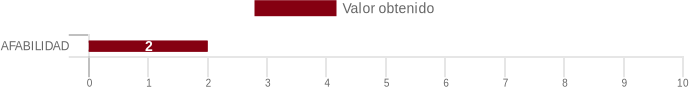 Valor obtenido
AFABILIDAD 2
0 1 2 3 4 5 6 7 8 9 10